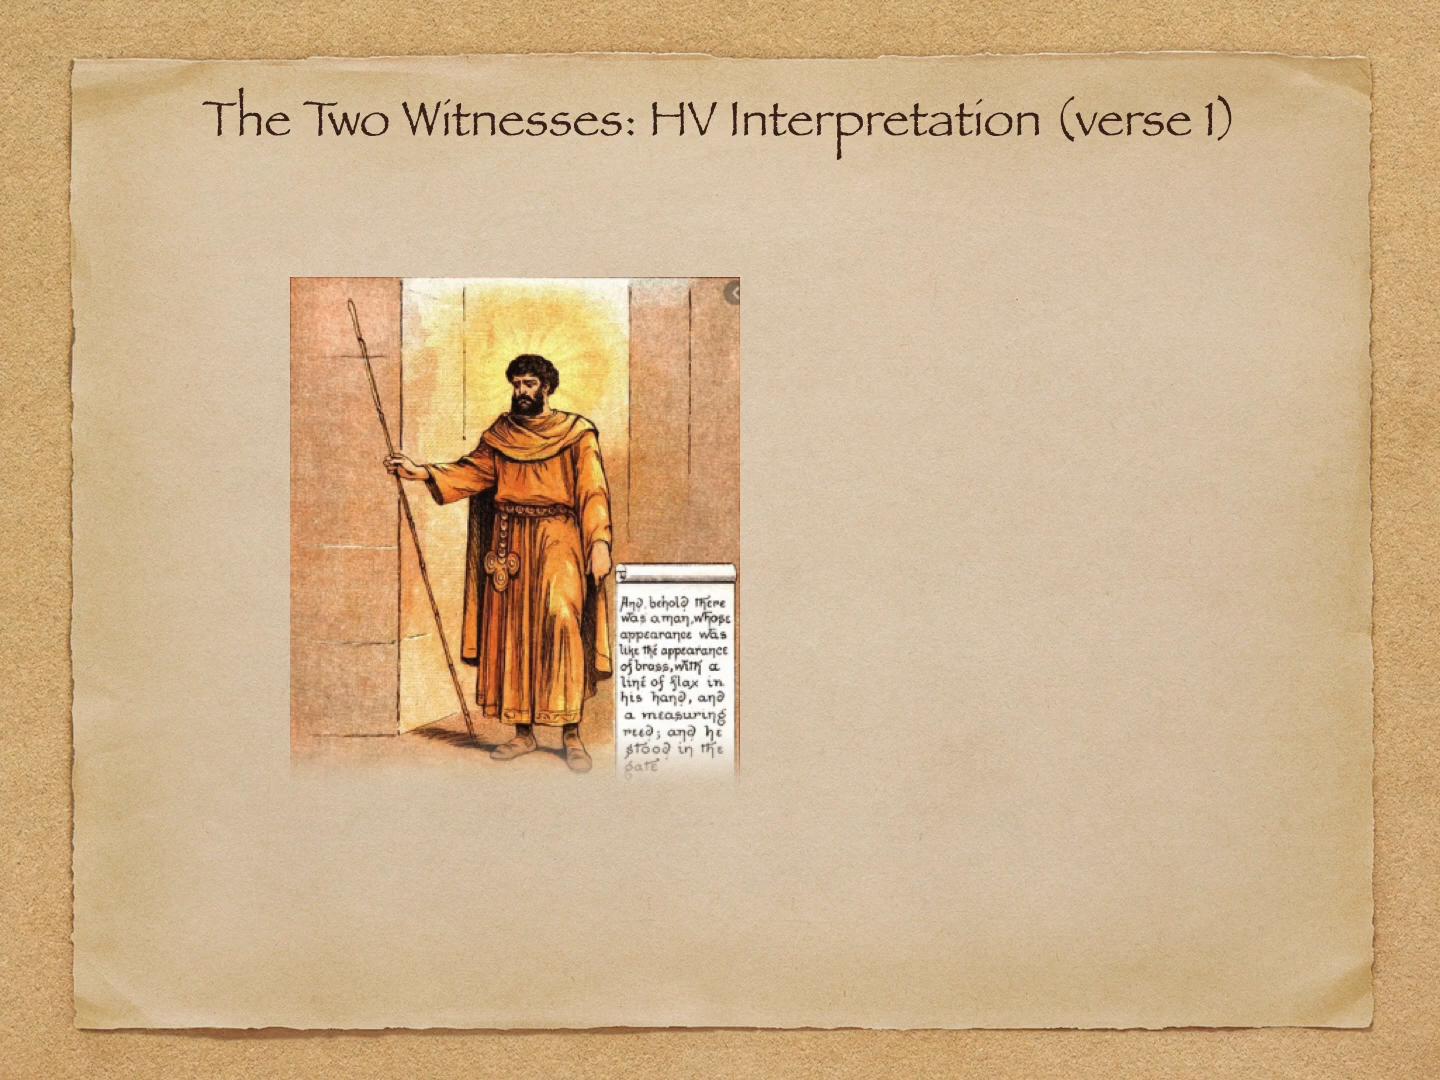 The Two Witnesses: HV Interpretation (verse 1)
And, behold there
was a man, whose
appearance was
like the appearance
of brass, with a
line of flax in
his hand, and
a measuring
reed; and he
stood in the
gate